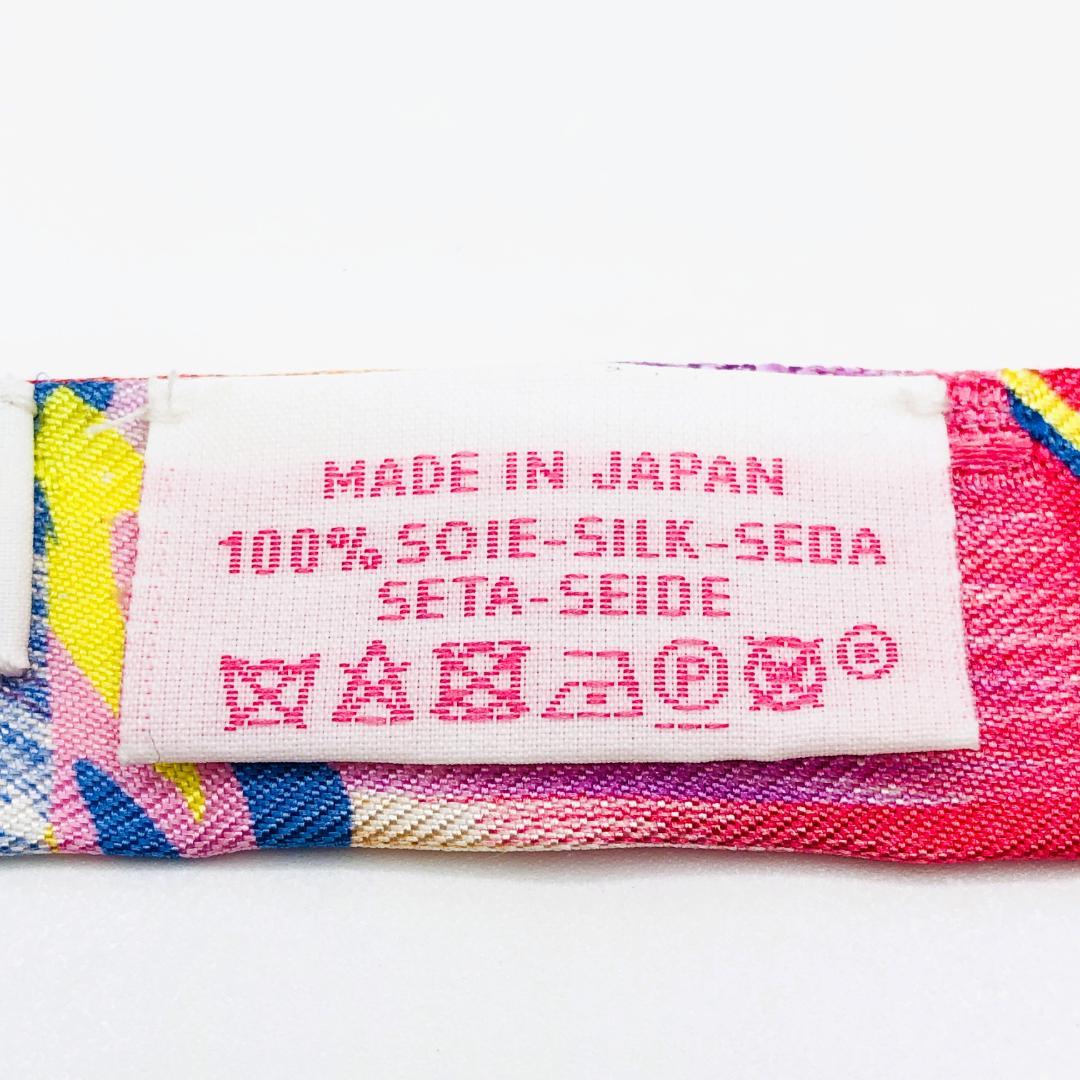 MADE IN JAPAN
100% SOIE-SILK-SEDA
SETA-SEIDE
P W ®